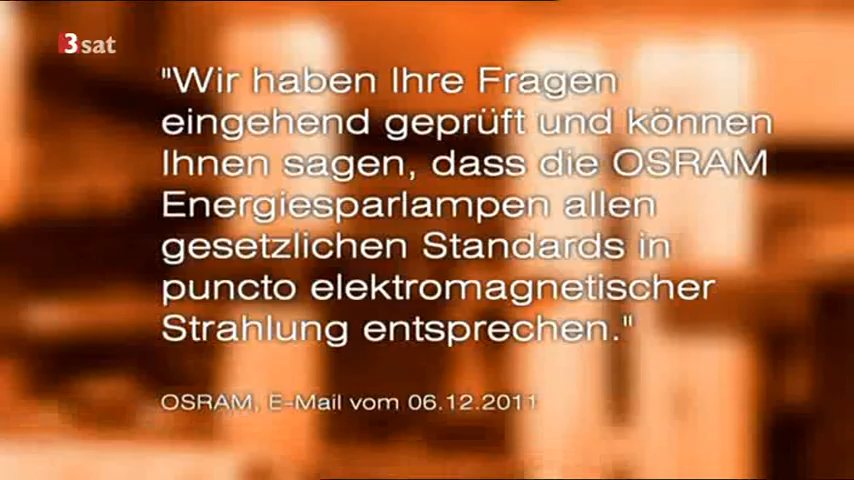 3sat
"Wir haben Ihre Fragen
eingehend geprüft und können
Ihnen sagen, dass die OSRAM
Energiesparlampen allen
gesetzlichen Standards in
puncto elektromagnetischer
Strahlung entsprechen."
OSRAM, E-Mail vom 06.12.2011